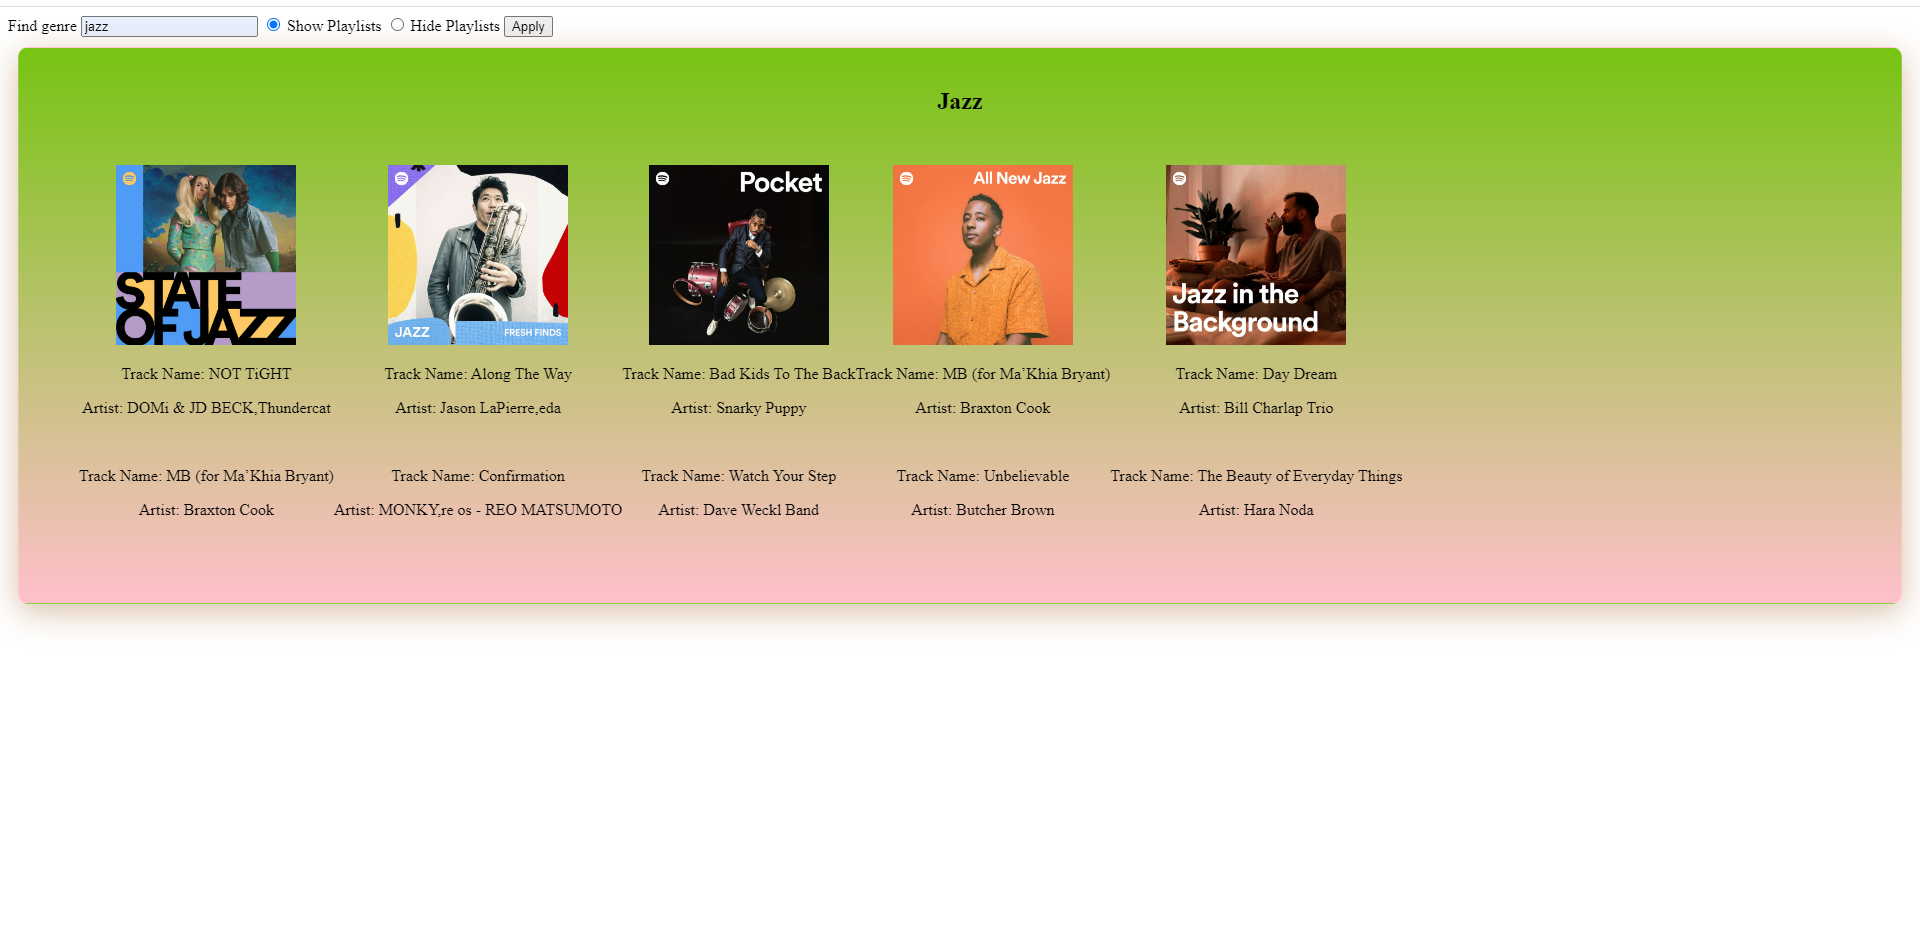 Find genre jazz Show Playlists Hide Playlists Apply
Jazz
STATE
OF JAZZ
JAZZ FRESH FINDS
Pocket
All New Jazz
Jazz in the
Background
Track Name: NOT TiGHT Track Name: Along The Way Track Name: Bad Kids To The Back Track Name: MB (for Ma’Khia Bryant) Track Name: Day Dream
Artist: DOMi & JD BECK,Thundercat Artist: Jason LaPierre,eda Artist: Snarky Puppy Artist: Braxton Cook Artist: Bill Charlap Trio
Track Name: MB (for Ma’Khia Bryant) Track Name: Confirmation Track Name: Watch Your Step Track Name: Unbelievable Track Name: The Beauty of Everyday Things
Artist: Braxton Cook Artist: MONKY,re os - REO MATSUMOTO Artist: Dave Weckl Band Artist: Butcher Brown Artist: Hara Noda